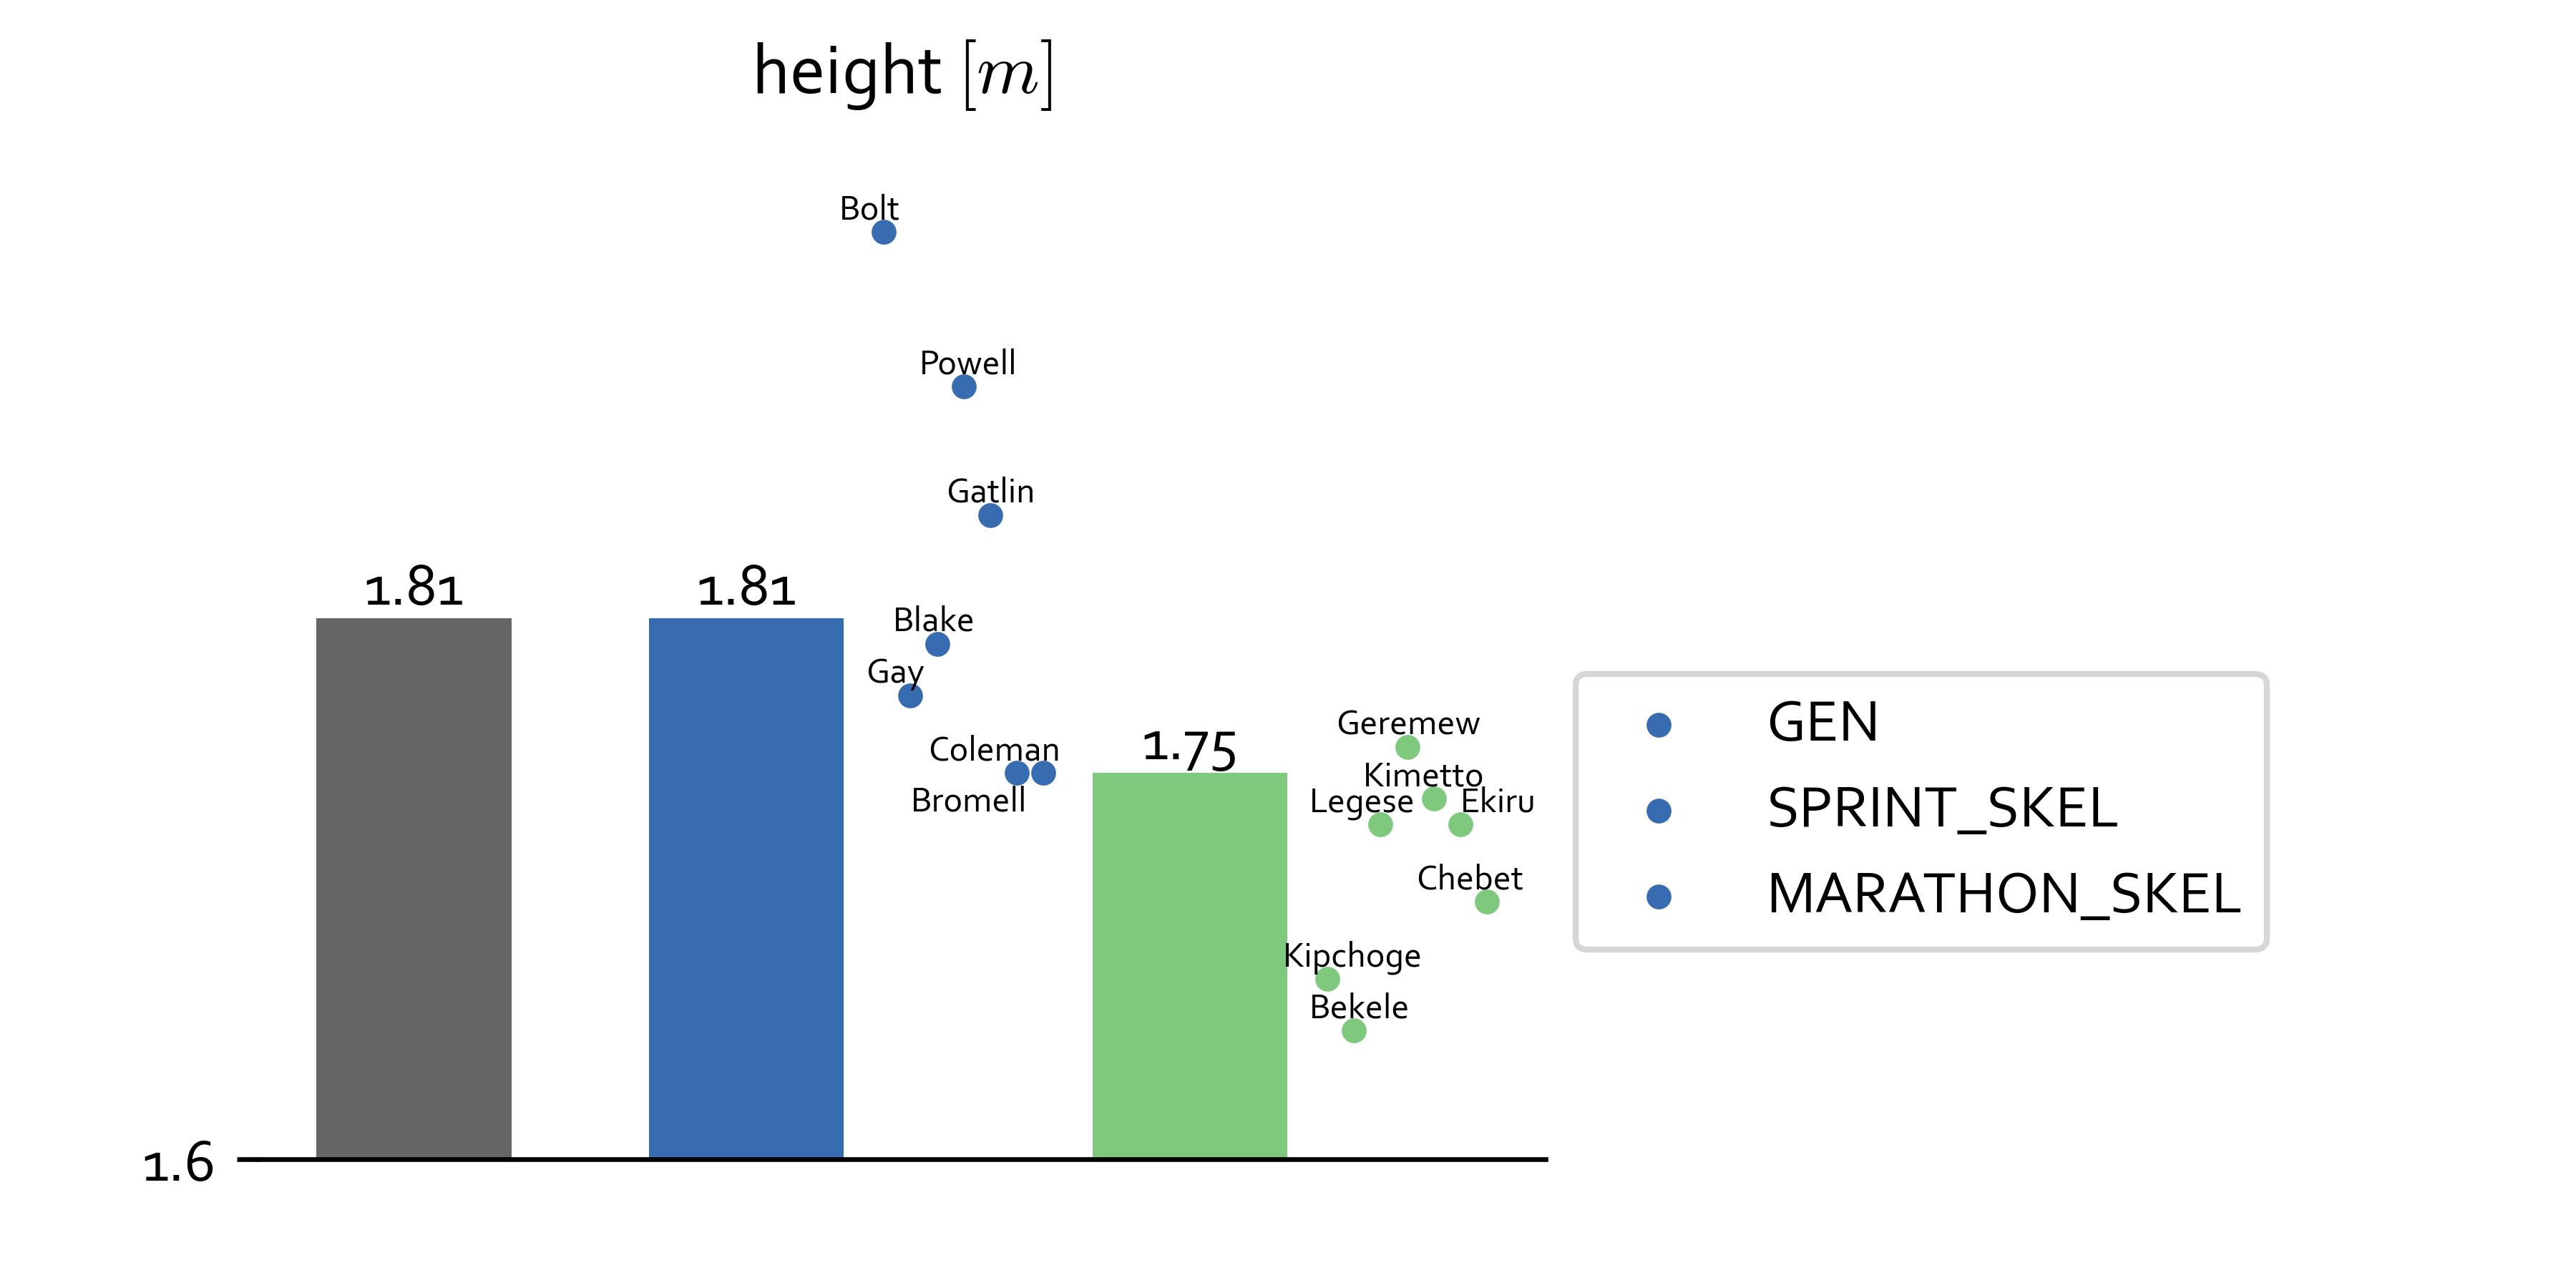 height [m]
Bolt
Powell
Gatlin
1.81
1.81
Blake
Gay
Coleman
Bromell
1.75
Geremew
Kimetto
Legese
Ekiru
Chebet
Kipchoge
Bekele
1.6
GEN
SPRINT_SKEL
MARATHON_SKEL